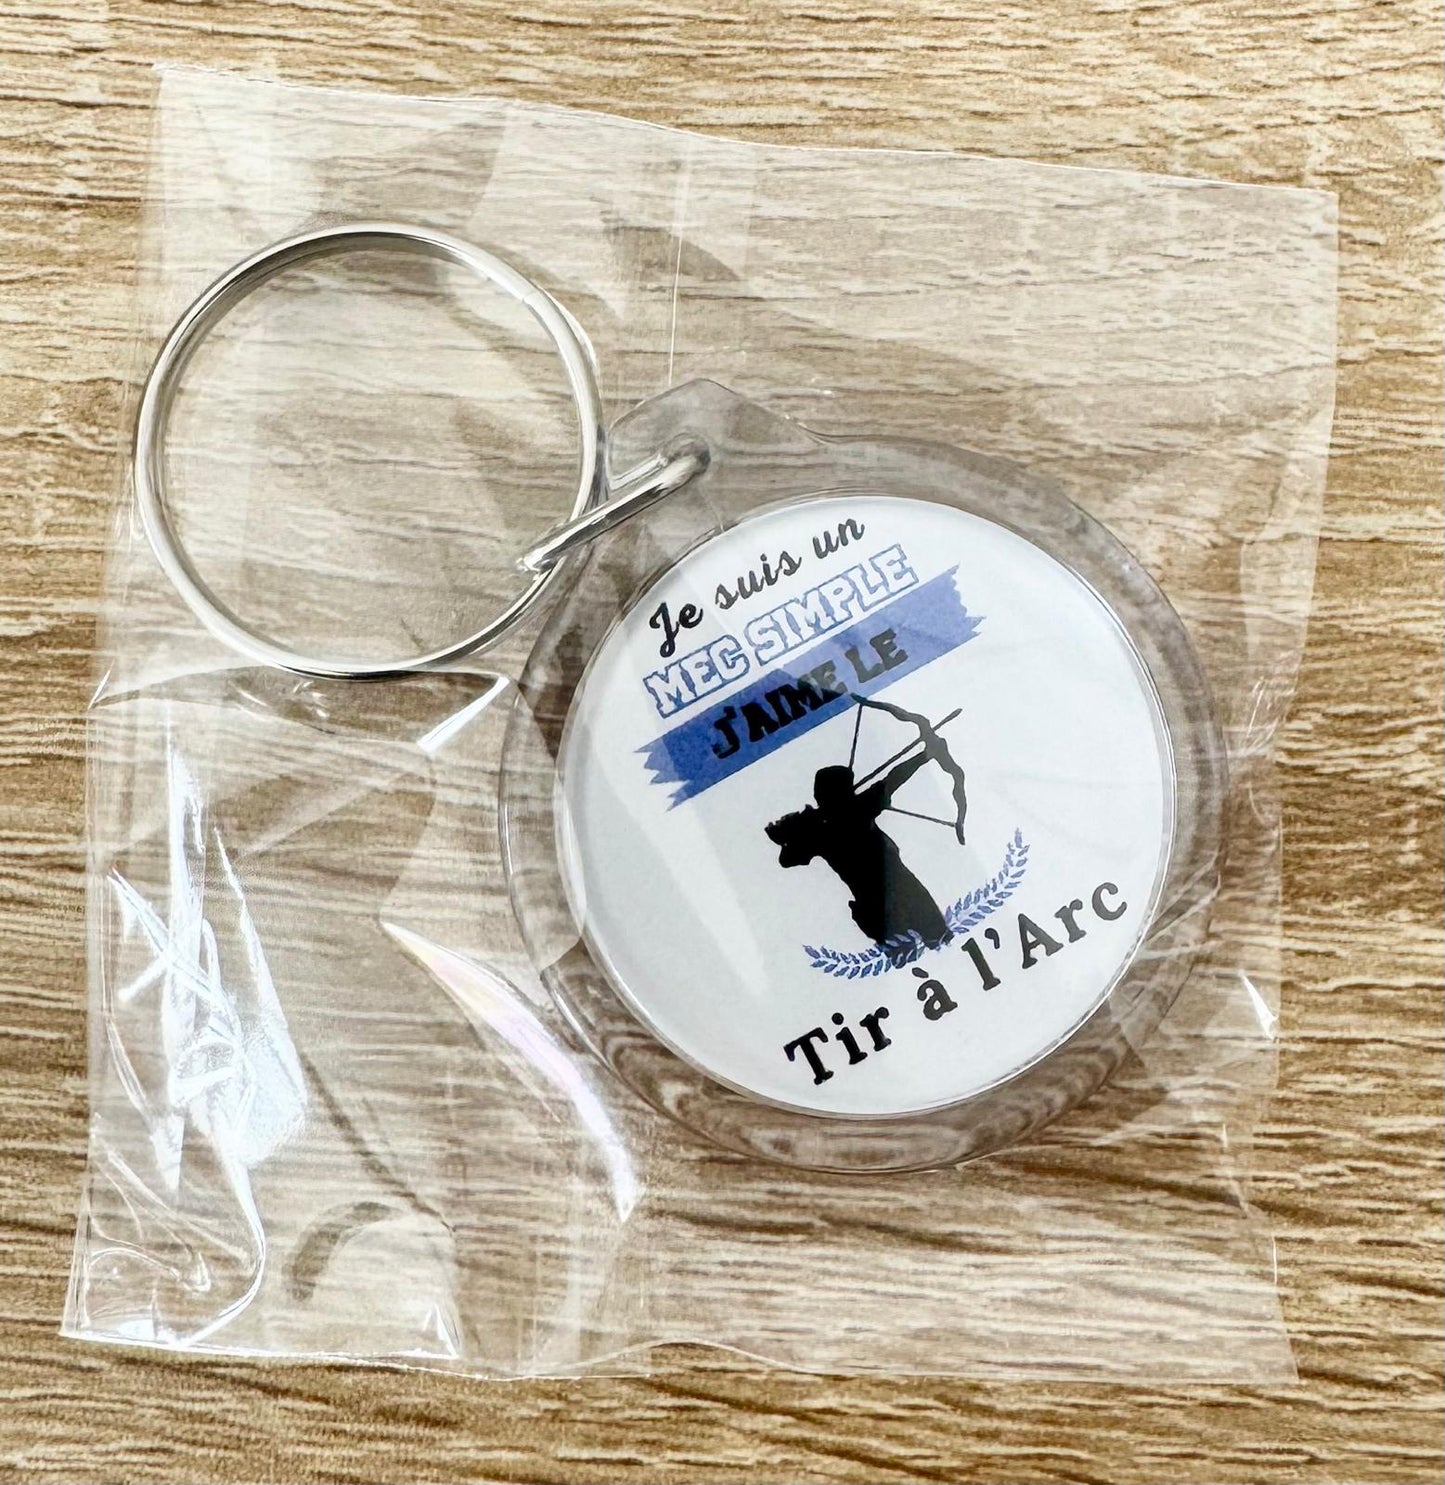 Je suis un
MEC SIMPLE
J'AIME LE
Tir à l'Arc